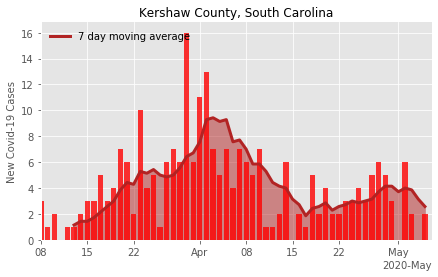 Kershaw County, South Carolina
7 day moving average
New Covid-19 Cases
16
14
12
10
8
6
4
2
0
08 15 22 Apr 08 15 22 May
2020-May